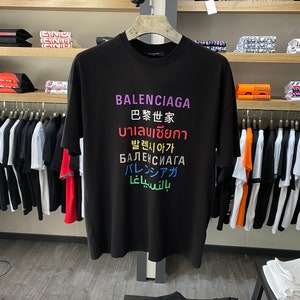 BALENCIAGA
巴黎世家
บาเลนเซียกา
발렌시아가
БАЛЕНСИАГА
バレンシアガ
بالنسياغا